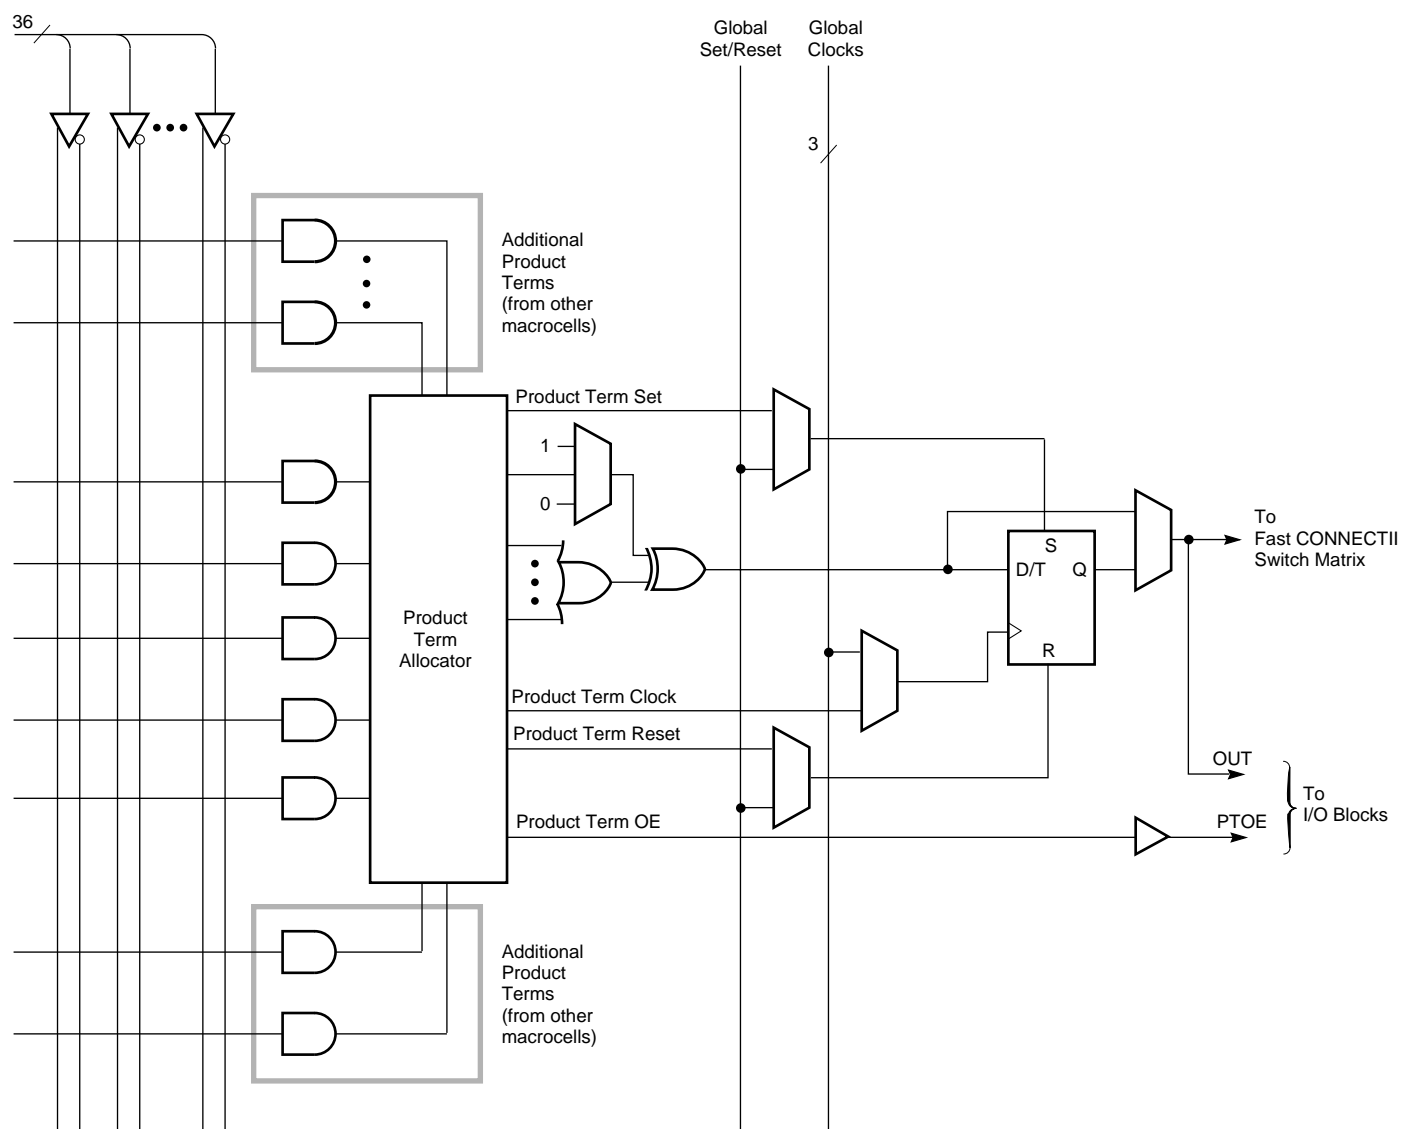 36
Global
Set/Reset
Global
Clocks
3
Additional
Product
Terms
(from other
macrocells)
Product Term Set
1
0
To
Fast CONNECTII
Switch Matrix
S
D/T
Q
R
Product
Term
Allocator
Product Term Clock
Product Term Reset
OUT
To
I/O Blocks
Product Term OE
PTOE
Additional
Product
Terms
(from other
macrocells)